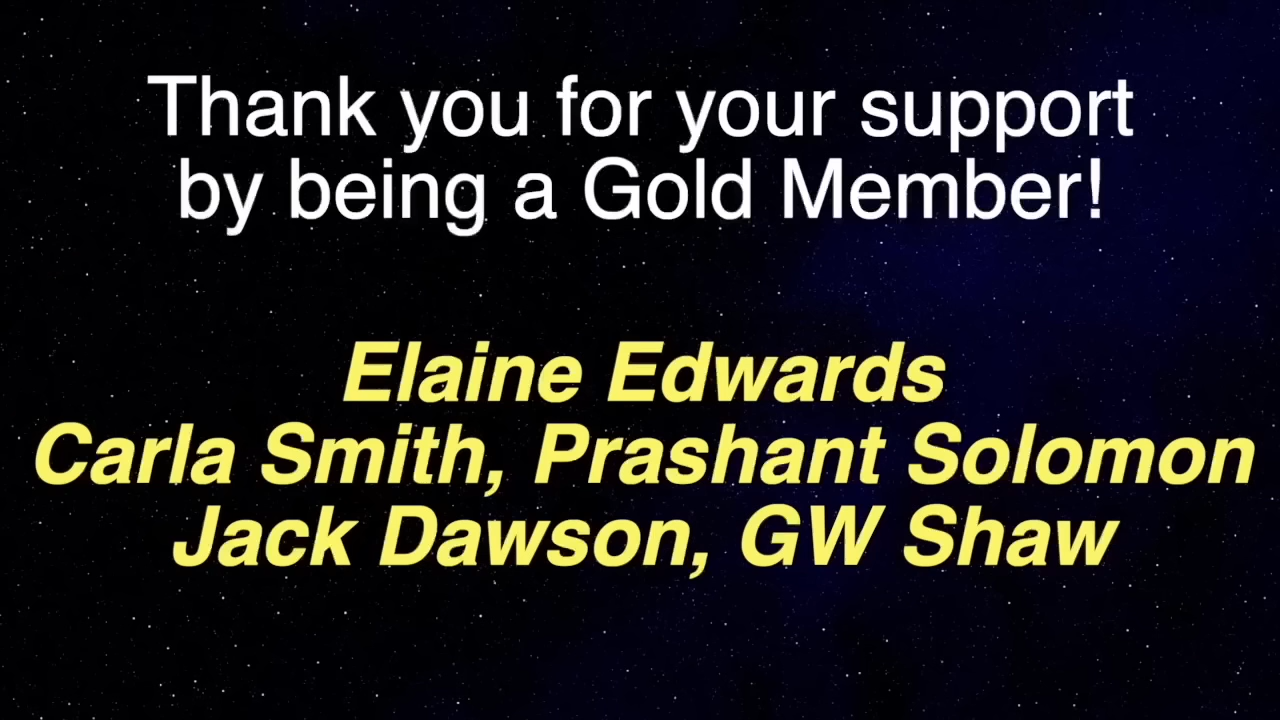 Thank you for your support
by being a Gold Member!
Elaine Edwards
Carla Smith, Prashant Solomon
Jack Dawson, GW Shaw